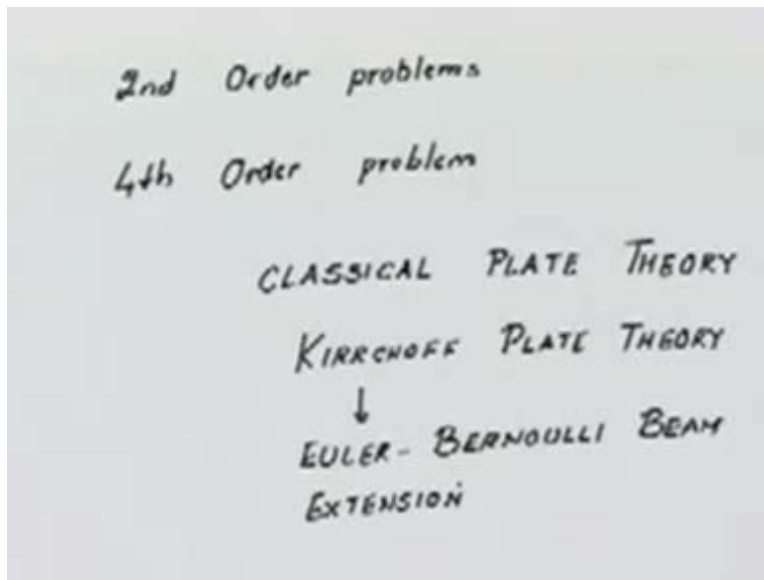 2nd Order problems
4th Order problem
CLASSICAL PLATE THEORY
KIRRCHOFF PLATE THEORY
↓
EULER- BERNOULLI BEAM
EXTENSION